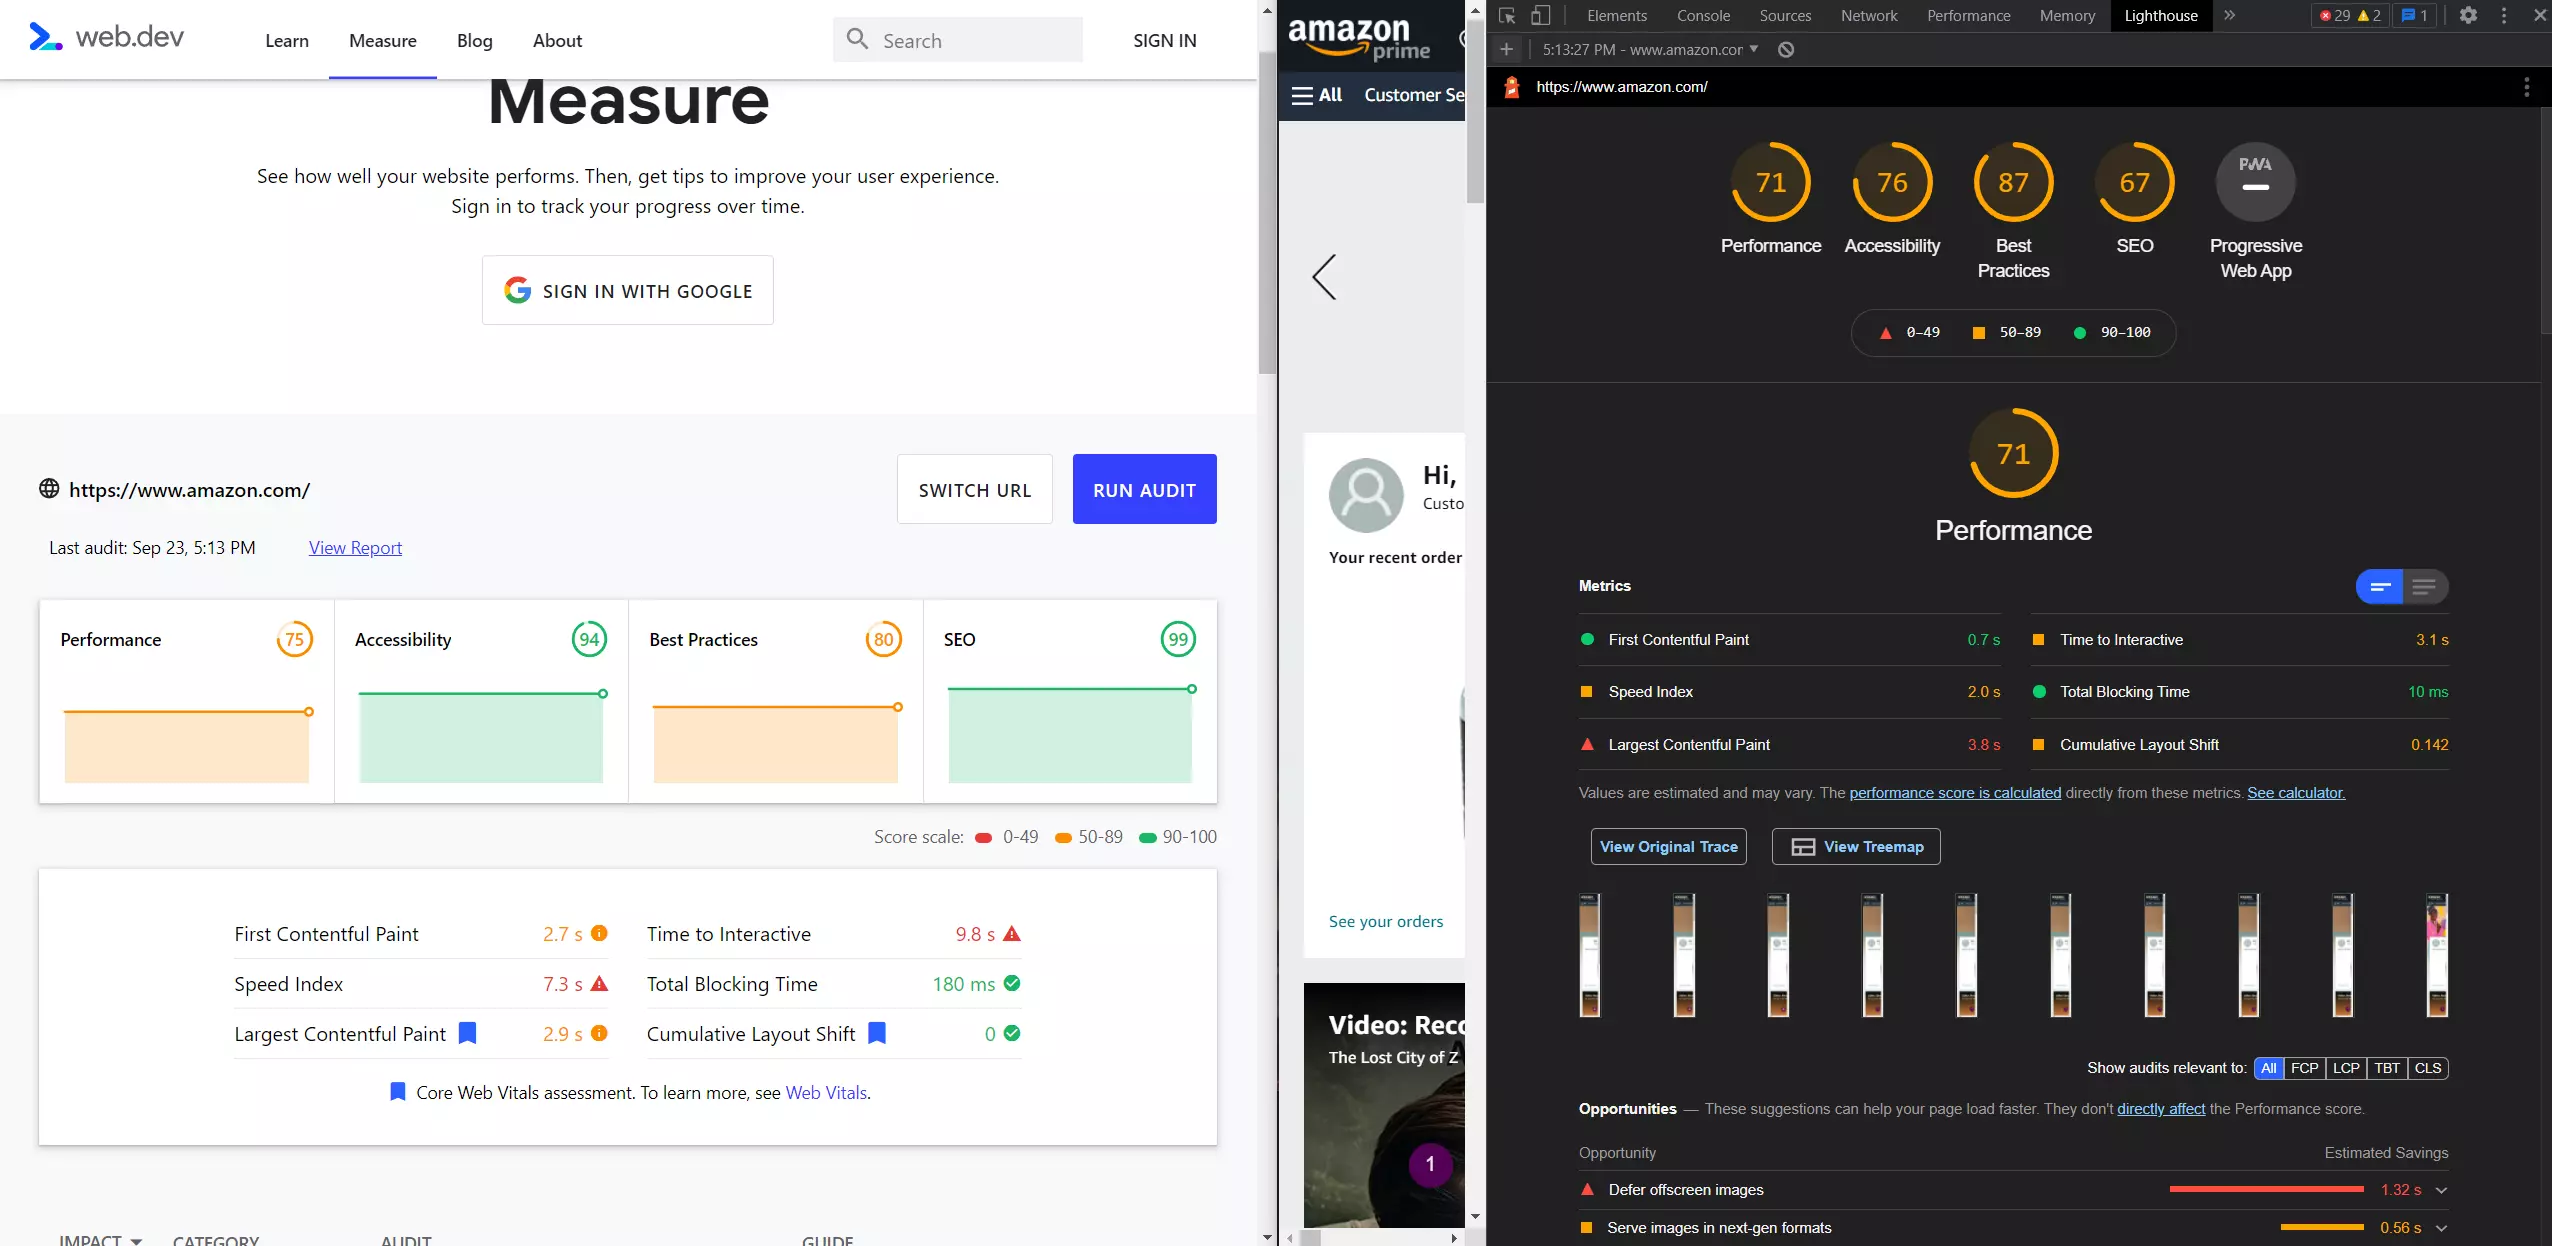 web.dev
Learn
Measure
Blog
About
Search
SIGN IN
Measure
See how well your website performs. Then, get tips to improve your user experience.
Sign in to track your progress over time.
SIGN IN WITH GOOGLE
https://www.amazon.com/
SWITCH URL
RUN AUDIT
Last audit: Sep 23, 5:13 PM
View Report
Performance 75
Accessibility 94
Best Practices 80
SEO 99
Score scale: 0-49 50-89 90-100
First Contentful Paint 2.7 s
Time to Interactive 9.8 s
Speed Index 7.3 s
Total Blocking Time 180 ms
Largest Contentful Paint 2.9 s
Cumulative Layout Shift 0
Core Web Vitals assessment. To learn more, see Web Vitals.
IMPACT CATEGORY AUDIT GUIDE
amazon
prime
All Customer Se
Hi,
Custo
Your recent order
See your orders
Video: Reco
The Lost City of Z
1
Elements Console Sources Network Performance Memory Lighthouse 29 2 1
5:13:27 PM - www.amazon.cor
https://www.amazon.com/
71 76 87 67 PWA
Performance Accessibility Best Practices SEO Progressive Web App
0–49 50–89 90–100
71
Performance
Metrics
First Contentful Paint 0.7 s
Time to Interactive 3.1 s
Speed Index 2.0 s
Total Blocking Time 10 ms
Largest Contentful Paint 3.8 s
Cumulative Layout Shift 0.142
Values are estimated and may vary. The performance score is calculated directly from these metrics. See calculator.
View Original Trace
View Treemap
Show audits relevant to: All FCP LCP TBT CLS
Opportunities — These suggestions can help your page load faster. They don't directly affect the Performance score.
Opportunity Estimated Savings
Defer offscreen images 1.32 s
Serve images in next-gen formats 0.56 s